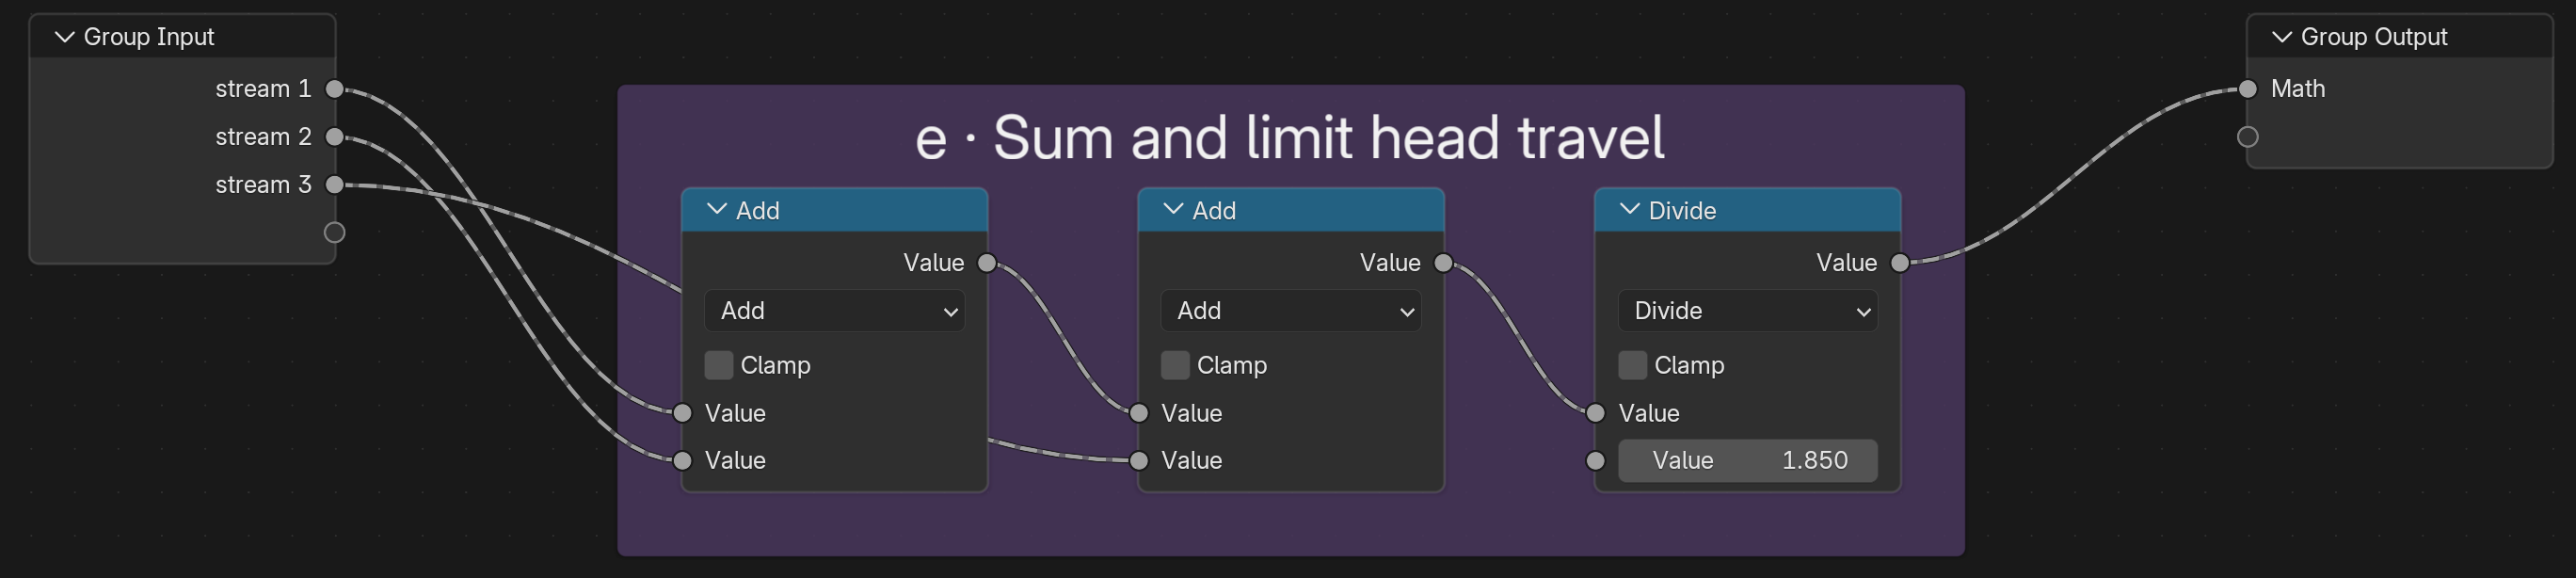 Group Input
stream 1
stream 2
stream 3
e · Sum and limit head travel
Add
Value
Add
Clamp
Value
Value
Add
Value
Add
Clamp
Value
Value
Divide
Value
Divide
Clamp
Value
Value 1.850
Group Output
Math